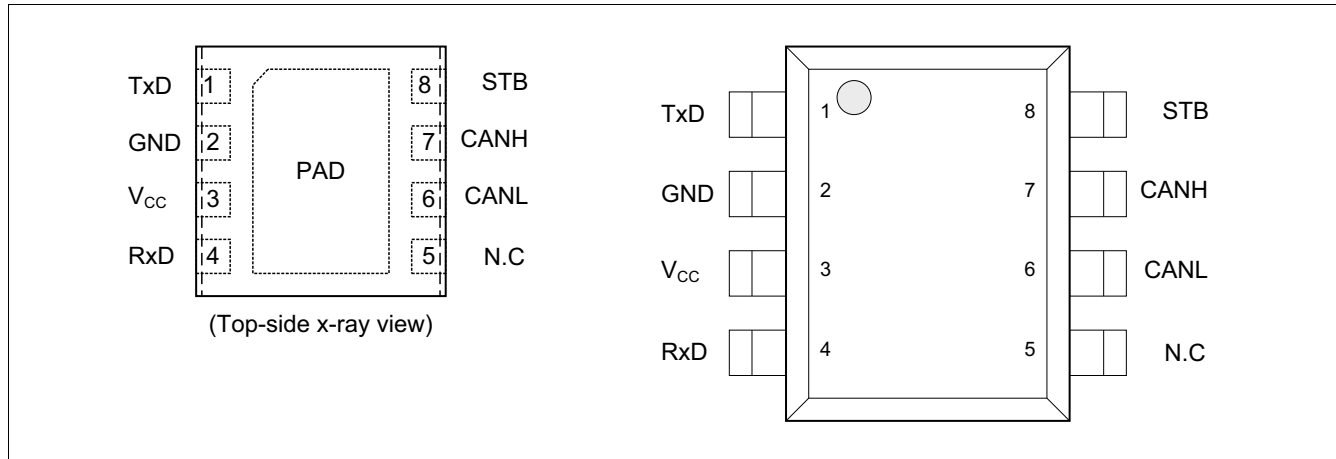 TxD 1 8 STB
GND 2 7 CANH
VCC 3 6 CANL
RxD 4 5 N.C
PAD
(Top-side x-ray view)
TxD 1 8 STB
GND 2 7 CANH
VCC 3 6 CANL
RxD 4 5 N.C